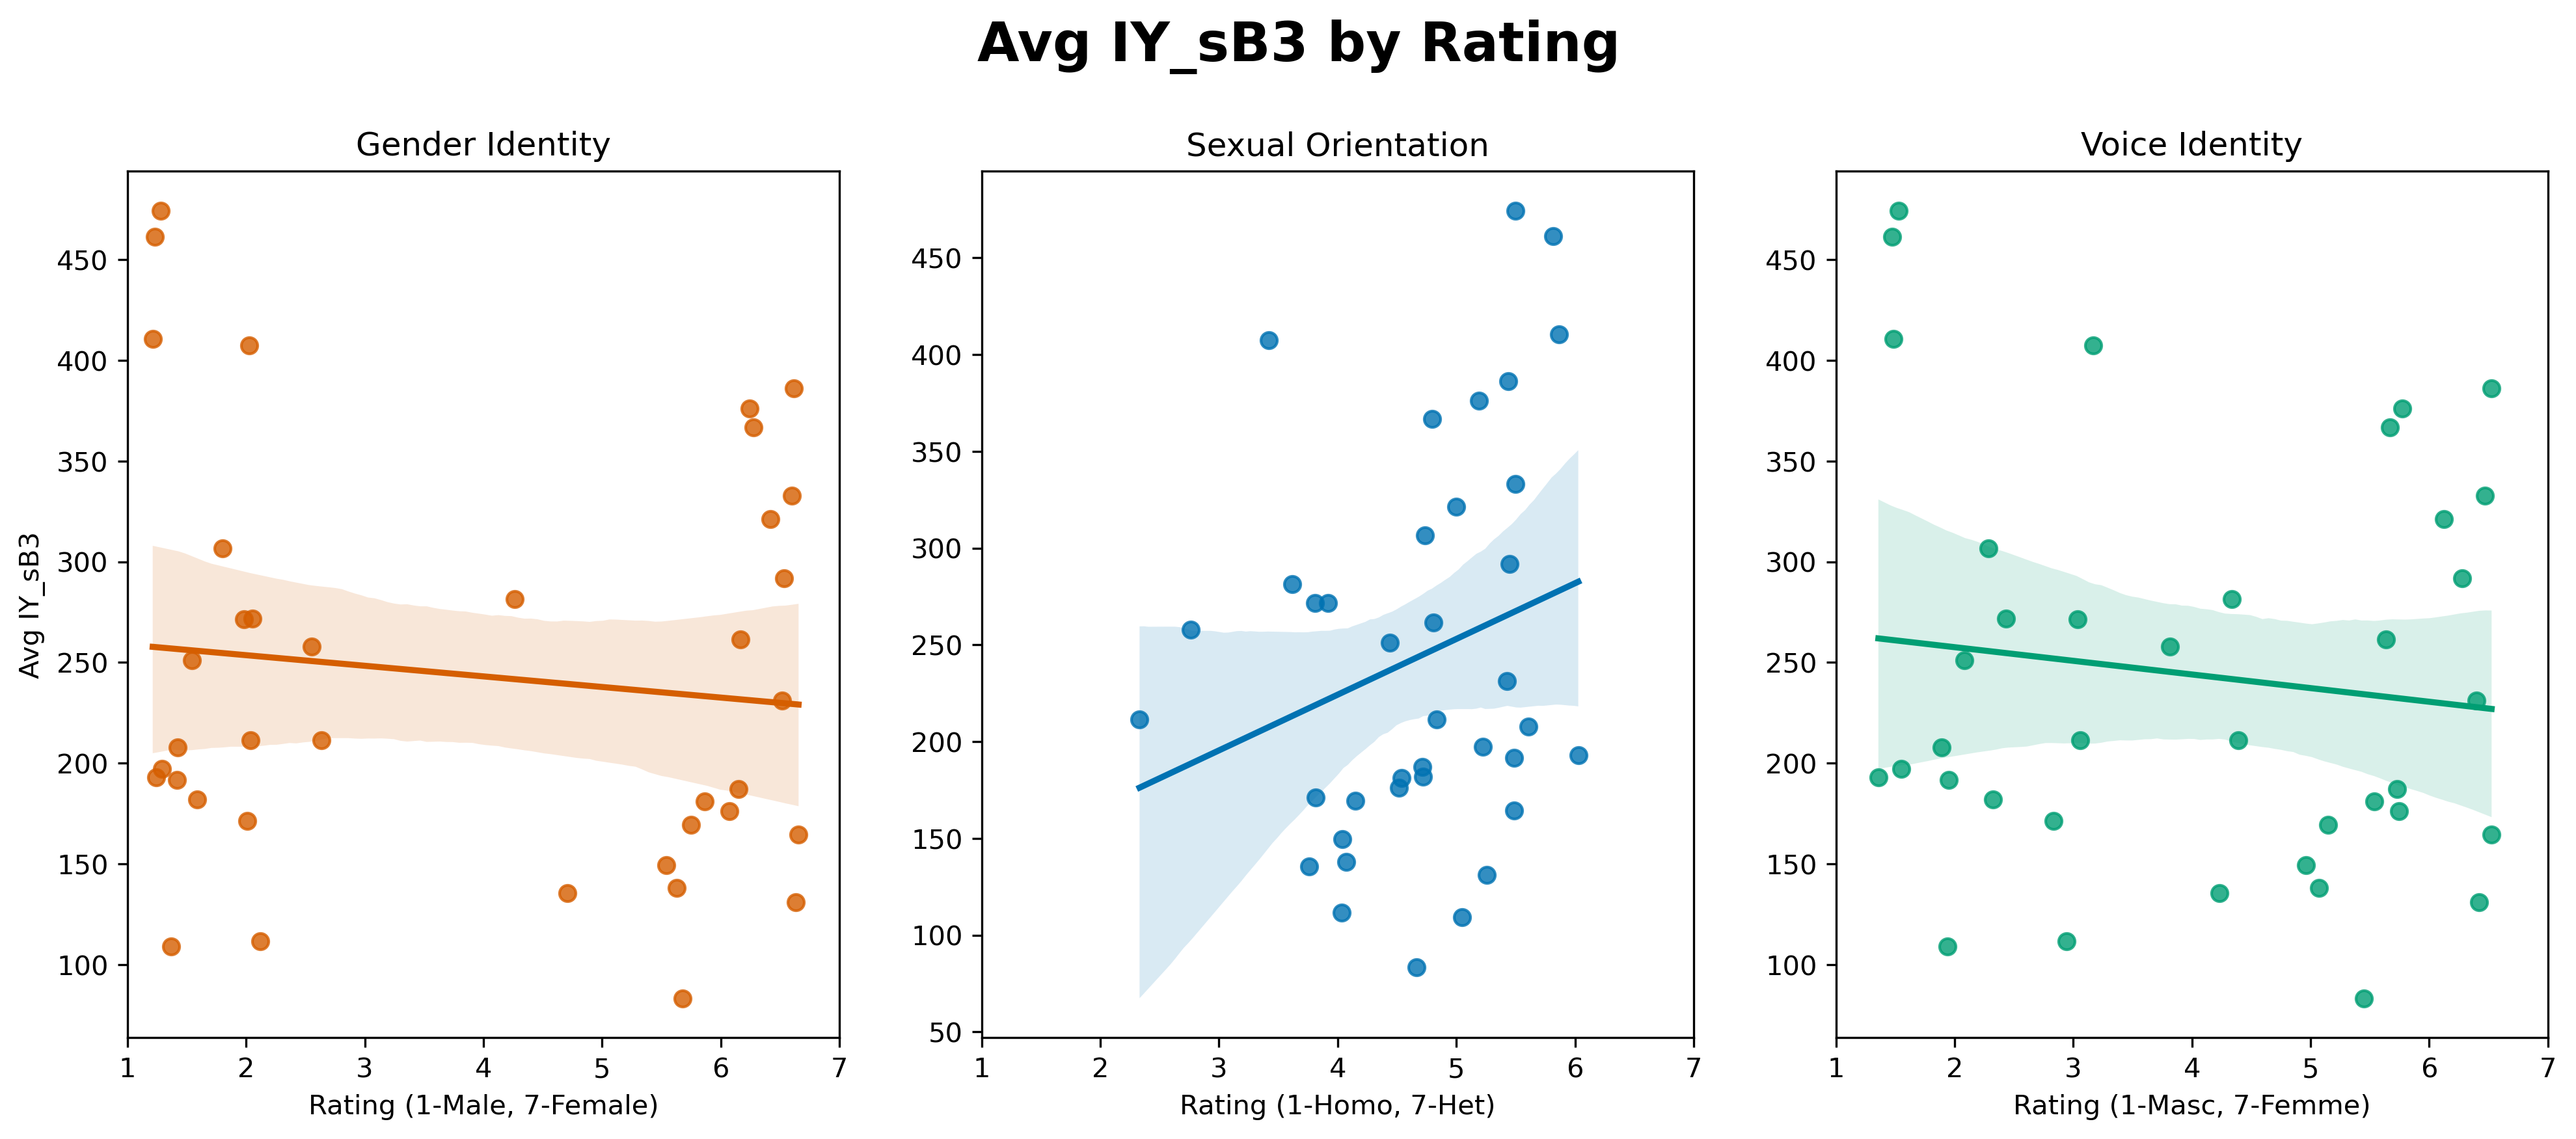 Avg IY_sB3 by Rating
Gender Identity
Sexual Orientation
Voice Identity
Avg IY_sB3
450
400
350
300
250
200
150
100
1 2 3 4 5 6 7
Rating (1-Male, 7-Female)
450
400
350
300
250
200
150
100
50
1 2 3 4 5 6 7
Rating (1-Homo, 7-Het)
450
400
350
300
250
200
150
100
1 2 3 4 5 6 7
Rating (1-Masc, 7-Femme)